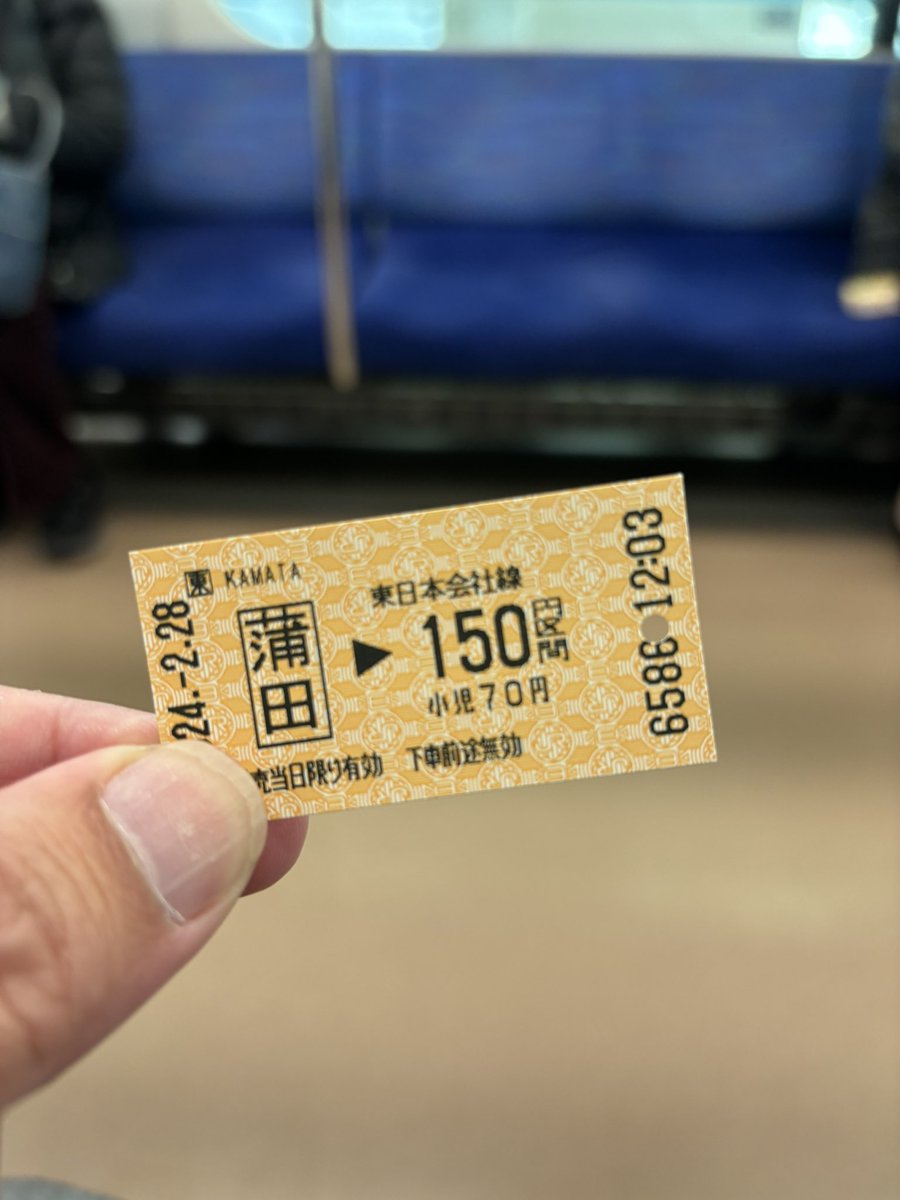 東 KAMATA
24.-2.28
蒲田
東日本会社線
▶150円区間
小児70円
売当日限り有効 下車前途無効
6586 12:03